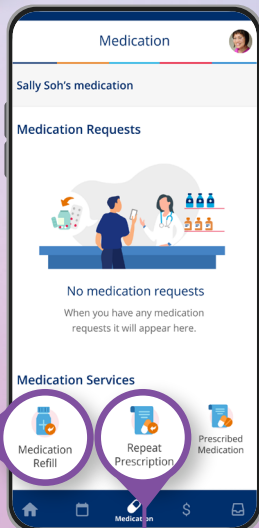 Medication
Sally Soh's medication
Medication Requests
No medication requests
When you have any medication
requests it will appear here.
Medication Services
Medication
Refill
Repeat
Prescription
Prescribed
Medication
$
Medication